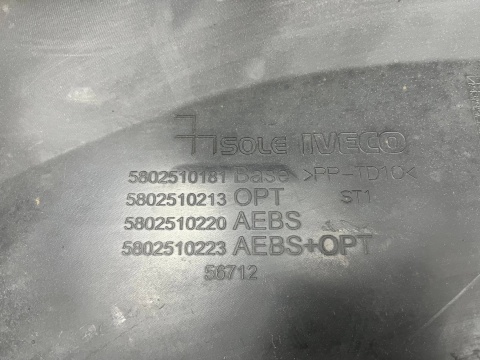 SOLE IVECO
5802510181 Base >PP-TD10<
5802510213 OPT ST1
5802510220 AEBS
5802510223 AEBS+OPT
56712